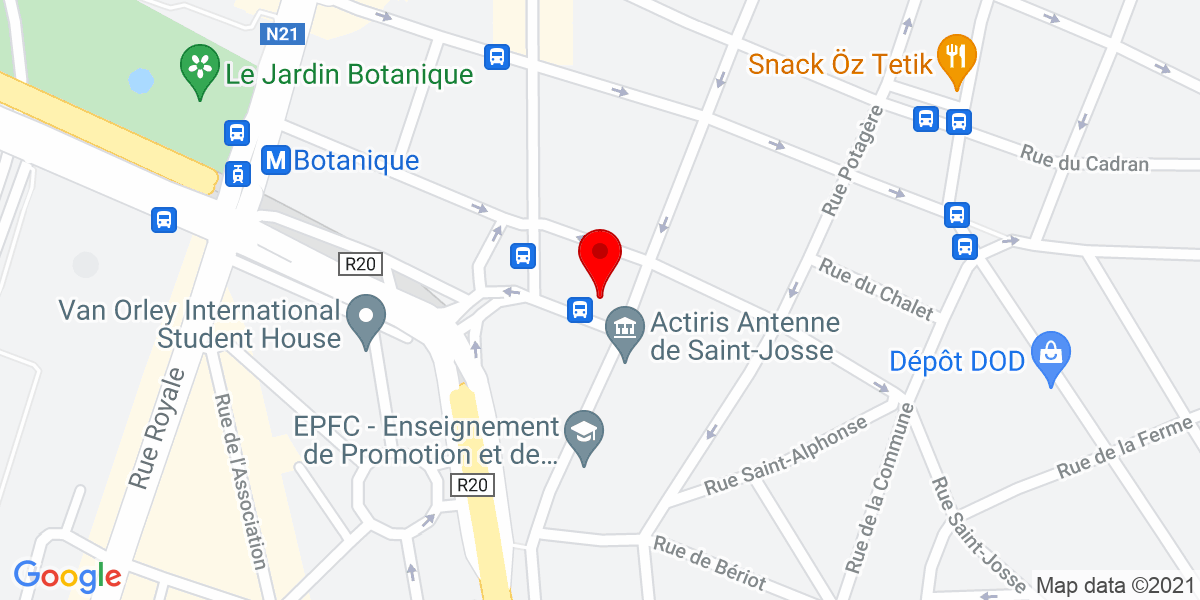 N21
Le Jardin Botanique
Snack Öz Tetik
M Botanique
Rue Potagère
Rue du Cadran
R20
Rue du Chalet
Van Orley International
Student House
Actiris Antenne
de Saint-Josse
Dépôt DOD
Rue Royale
Rue de l'Association
EPFC - Enseignement
de Promotion et de...
R20
Rue Saint-Alphonse
Rue de la Commune
Rue de la Ferme
Rue Saint-Josse
Rue de Bériot
Google
Map data ©2021